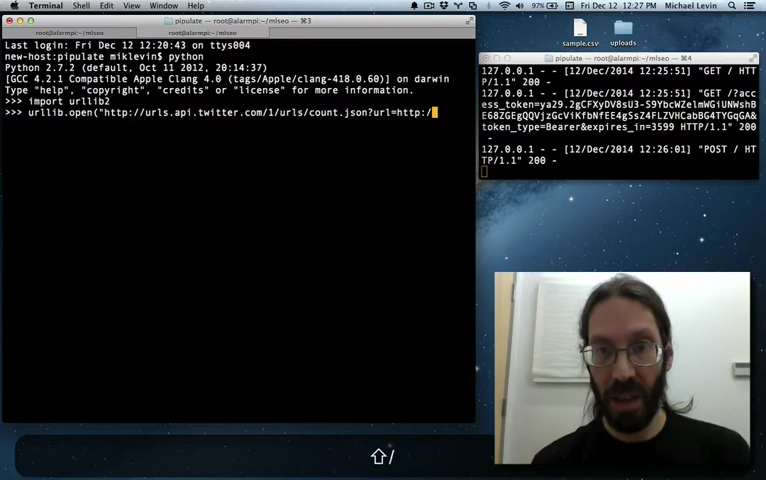 Terminal Shell Edit View Window Help
97% Fri Dec 12 12:27 PM Michael Levin
pipulate — root@alarmpi:~/mlseo — ⌘3
root@alarmpi:~/mlseo root@alarmpi:~/mlseo
Last login: Fri Dec 12 12:20:43 on ttys004
new-host:pipulate miklevin$ python
Python 2.7.2 (default, Oct 11 2012, 20:14:37)
[GCC 4.2.1 Compatible Apple Clang 4.0 (tags/Apple/clang-418.0.60)] on darwin
Type "help", "copyright", "credits" or "license" for more information.
>>> import urllib2
>>> urllib.open("http://urls.api.twitter.com/1/urls/count.json?url=http:/
sample.csv uploads
pipulate — root@alarmpi:~/mlseo — ⌘4
127.0.0.1 - - [12/Dec/2014 12:25:51] "GET / HT
TP/1.1" 200 -
127.0.0.1 - - [12/Dec/2014 12:25:51] "GET /?acc
ess_token=ya29.2gCFXyDV8sU3-S9YbcWZelmWGiUNWshB
E68ZGEgQQVjzGviKfbNfEE4gSsZ4FLZVHCabBG4TYGqGA&
token_type=Bearer&expires_in=3599 HTTP/1.1" 200
-
127.0.0.1 - - [12/Dec/2014 12:26:01] "POST / HT
TP/1.1" 200 -
⇧/